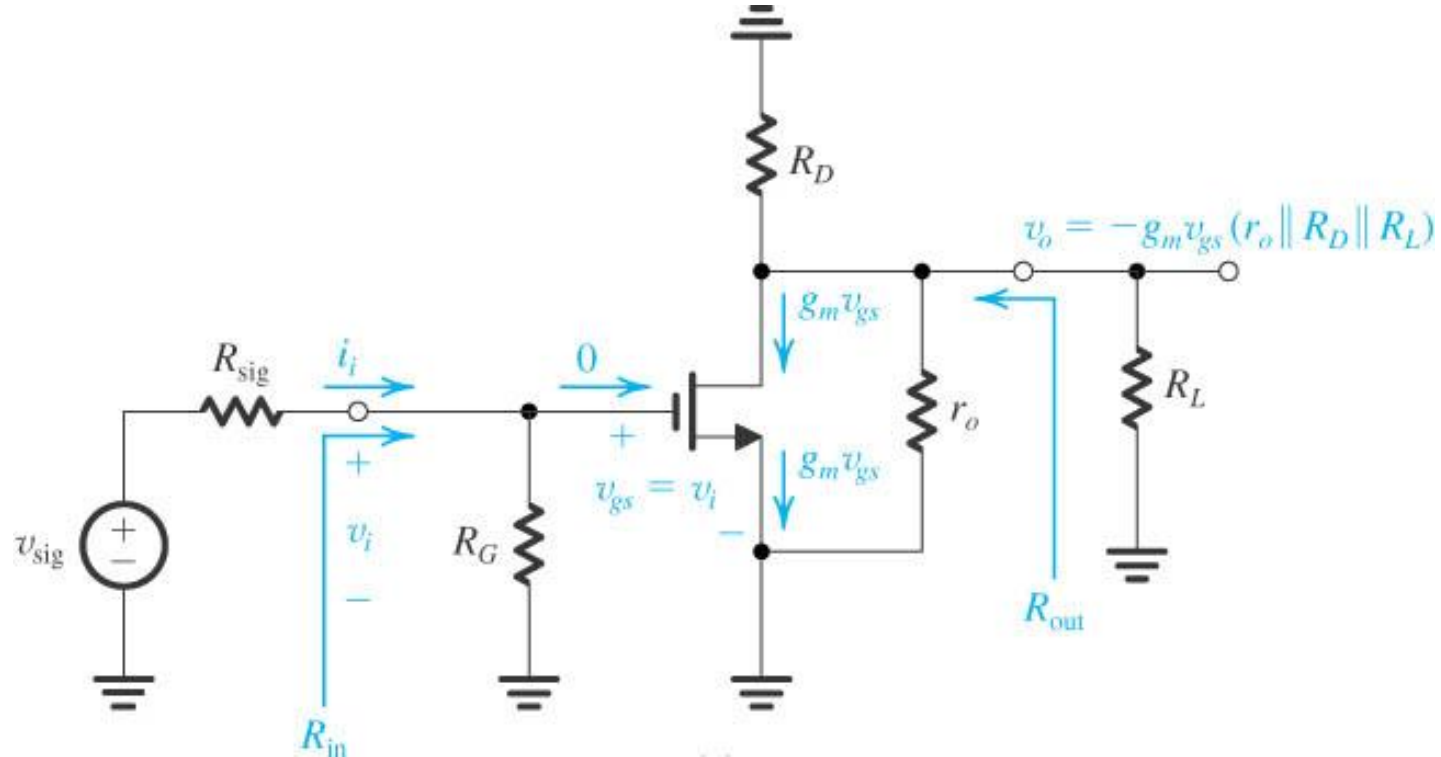 R_D
v_o = −g_m v_gs (r_o || R_D || R_L)
g_m v_gs
R_sig
i_i
0
r_o
R_L
+
+
g_m v_gs
v_gs = v_i
−
v_sig
+
−
v_i
−
R_G
R_out
R_in